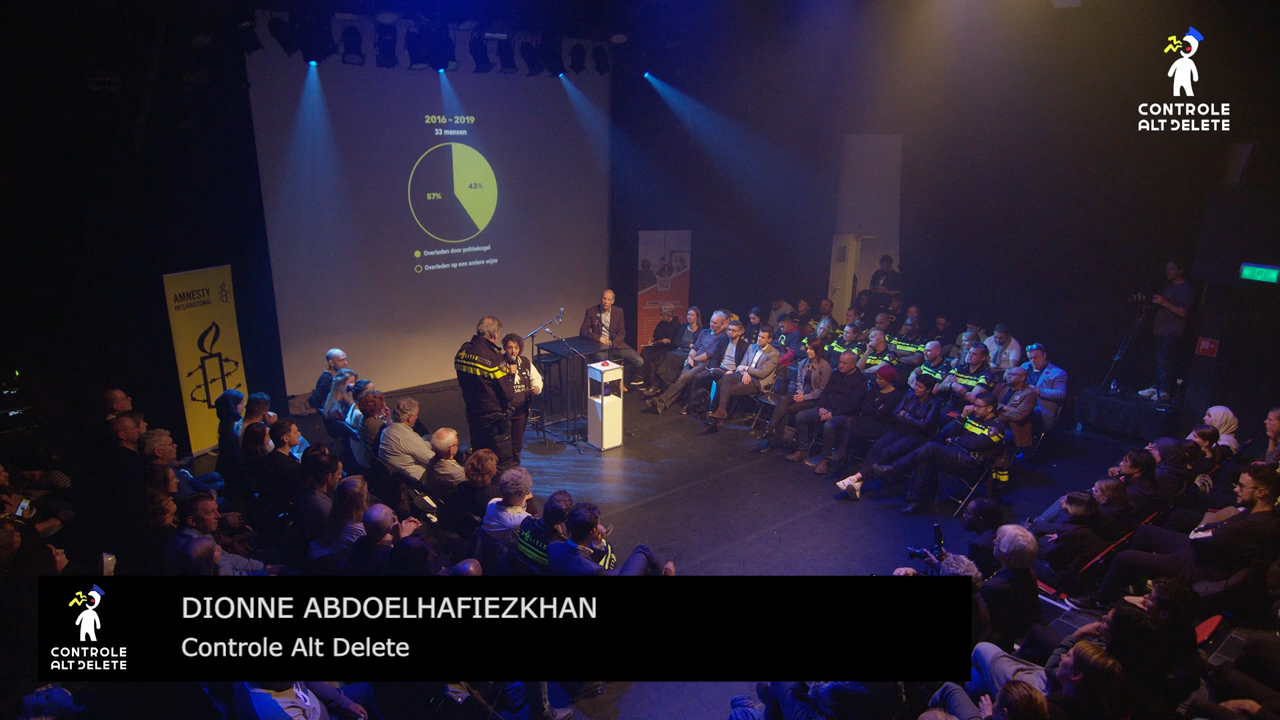 CONTROLE
ALT DELETE
2016 - 2019
33 mensen
43%
57%
Overleden door politiekogel
Overleden op een andere wijze
AMNESTY
INTERNATIONAL
DIONNE ABDOELHAFIEZKHAN
Controle Alt Delete
CONTROLE
ALT DELETE